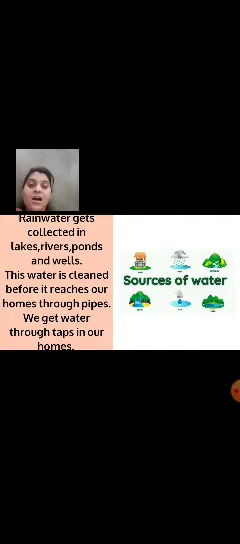 Rainwater gets
collected in
lakes,rivers,ponds
and wells.
This water is cleaned
before it reaches our
homes through pipes.
We get water
through taps in our
homes.
Sources of water